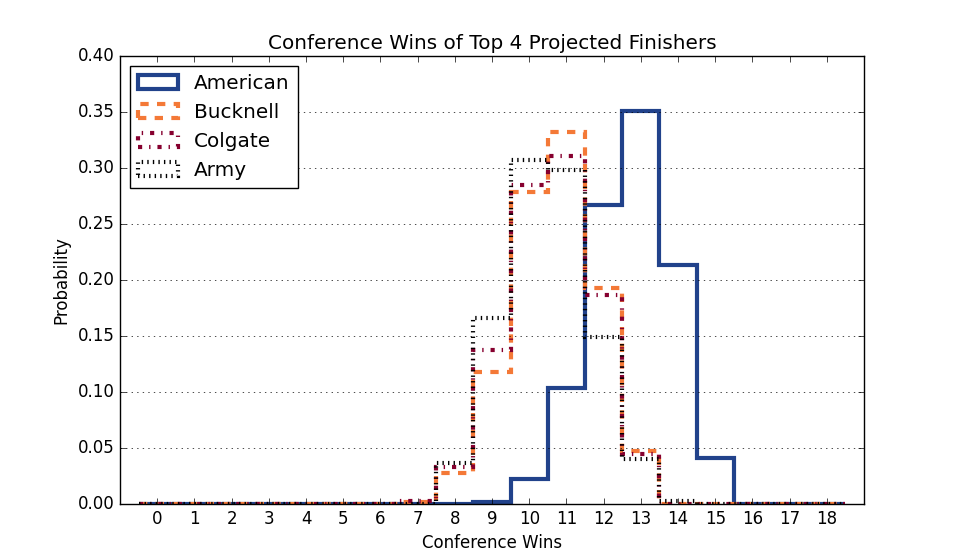 Conference Wins of Top 4 Projected Finishers
0.40
0.35
0.30
0.25
0.20
0.15
0.10
0.05
0.00
Probability
American
Bucknell
Colgate
Army
0 1 2 3 4 5 6 7 8 9 10 11 12 13 14 15 16 17 18
Conference Wins